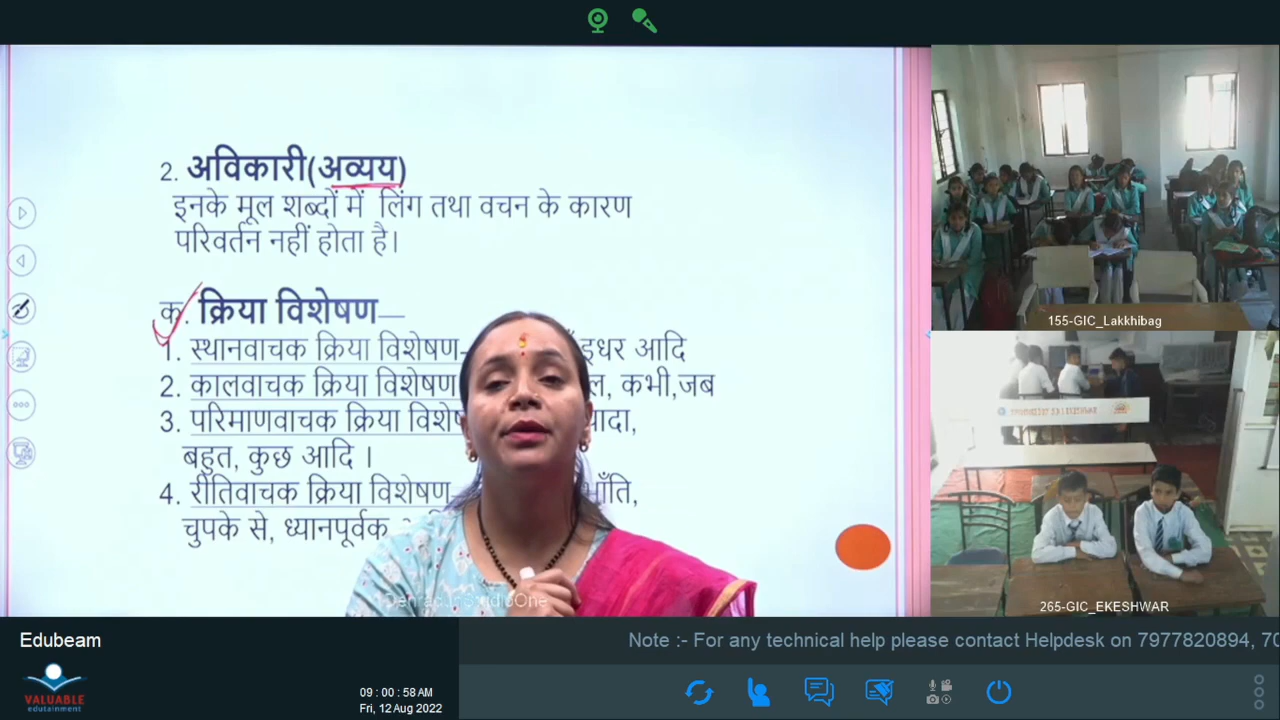 2. अविकारी(अव्यय)
इनके मूल शब्दों में लिंग तथा वचन के कारण
परिवर्तन नहीं होता है।
क. क्रिया विशेषण—
1. स्थानवाचक क्रिया विशेषण– इधर आदि
2. कालवाचक क्रिया विशेषण कभी,जब
3. परिमाणवाचक क्रिया
बहुत, कुछ आदि ।
4. रीतिवाचक क्रिया विशेषण
चुपके से, ध्यानपूर्वक
155-GIC_Lakkhibag
265-GIC_EKESHWAR
Edubeam
Note :- For any technical help please contact Helpdesk on 7977820894,
VALUABLE
edutainment
09 : 00 : 58 AM
Fri, 12 Aug 2022